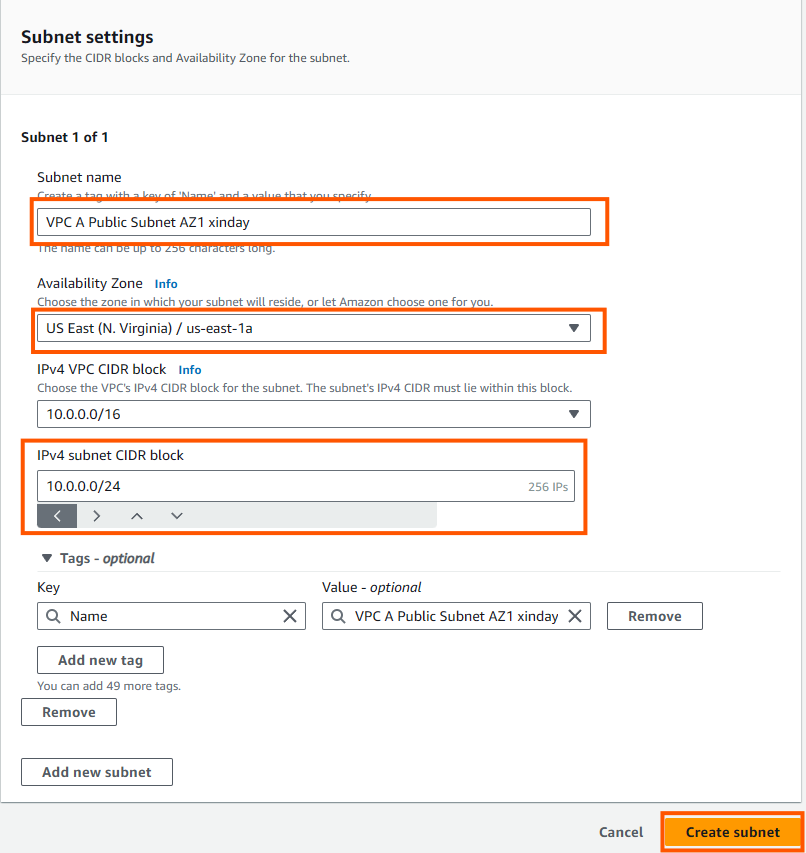 Subnet settings
Specify the CIDR blocks and Availability Zone for the subnet.
Subnet 1 of 1
Subnet name
Create a tag with a key of 'Name' and a value that you specify.
VPC A Public Subnet AZ1 xinday
The name can be up to 256 characters long.
Availability Zone Info
Choose the zone in which your subnet will reside, or let Amazon choose one for you.
US East (N. Virginia) / us-east-1a
IPv4 VPC CIDR block Info
Choose the VPC's IPv4 CIDR block for the subnet. The subnet's IPv4 CIDR must lie within this block.
10.0.0.0/16
IPv4 subnet CIDR block
10.0.0.0/24 256 IPs
Tags - optional
Key Value - optional
Name VPC A Public Subnet AZ1 xinday Remove
Add new tag
You can add 49 more tags.
Remove
Add new subnet
Cancel Create subnet